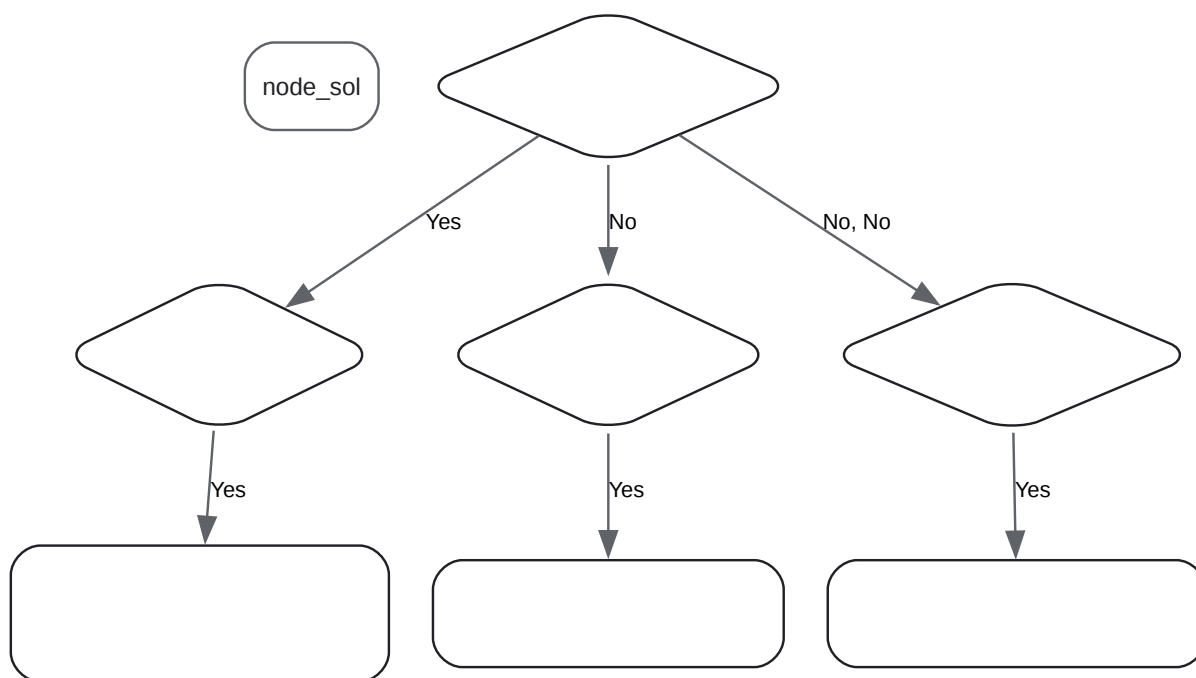 node_sol
Yes
No
No, No
Yes
Yes
Yes